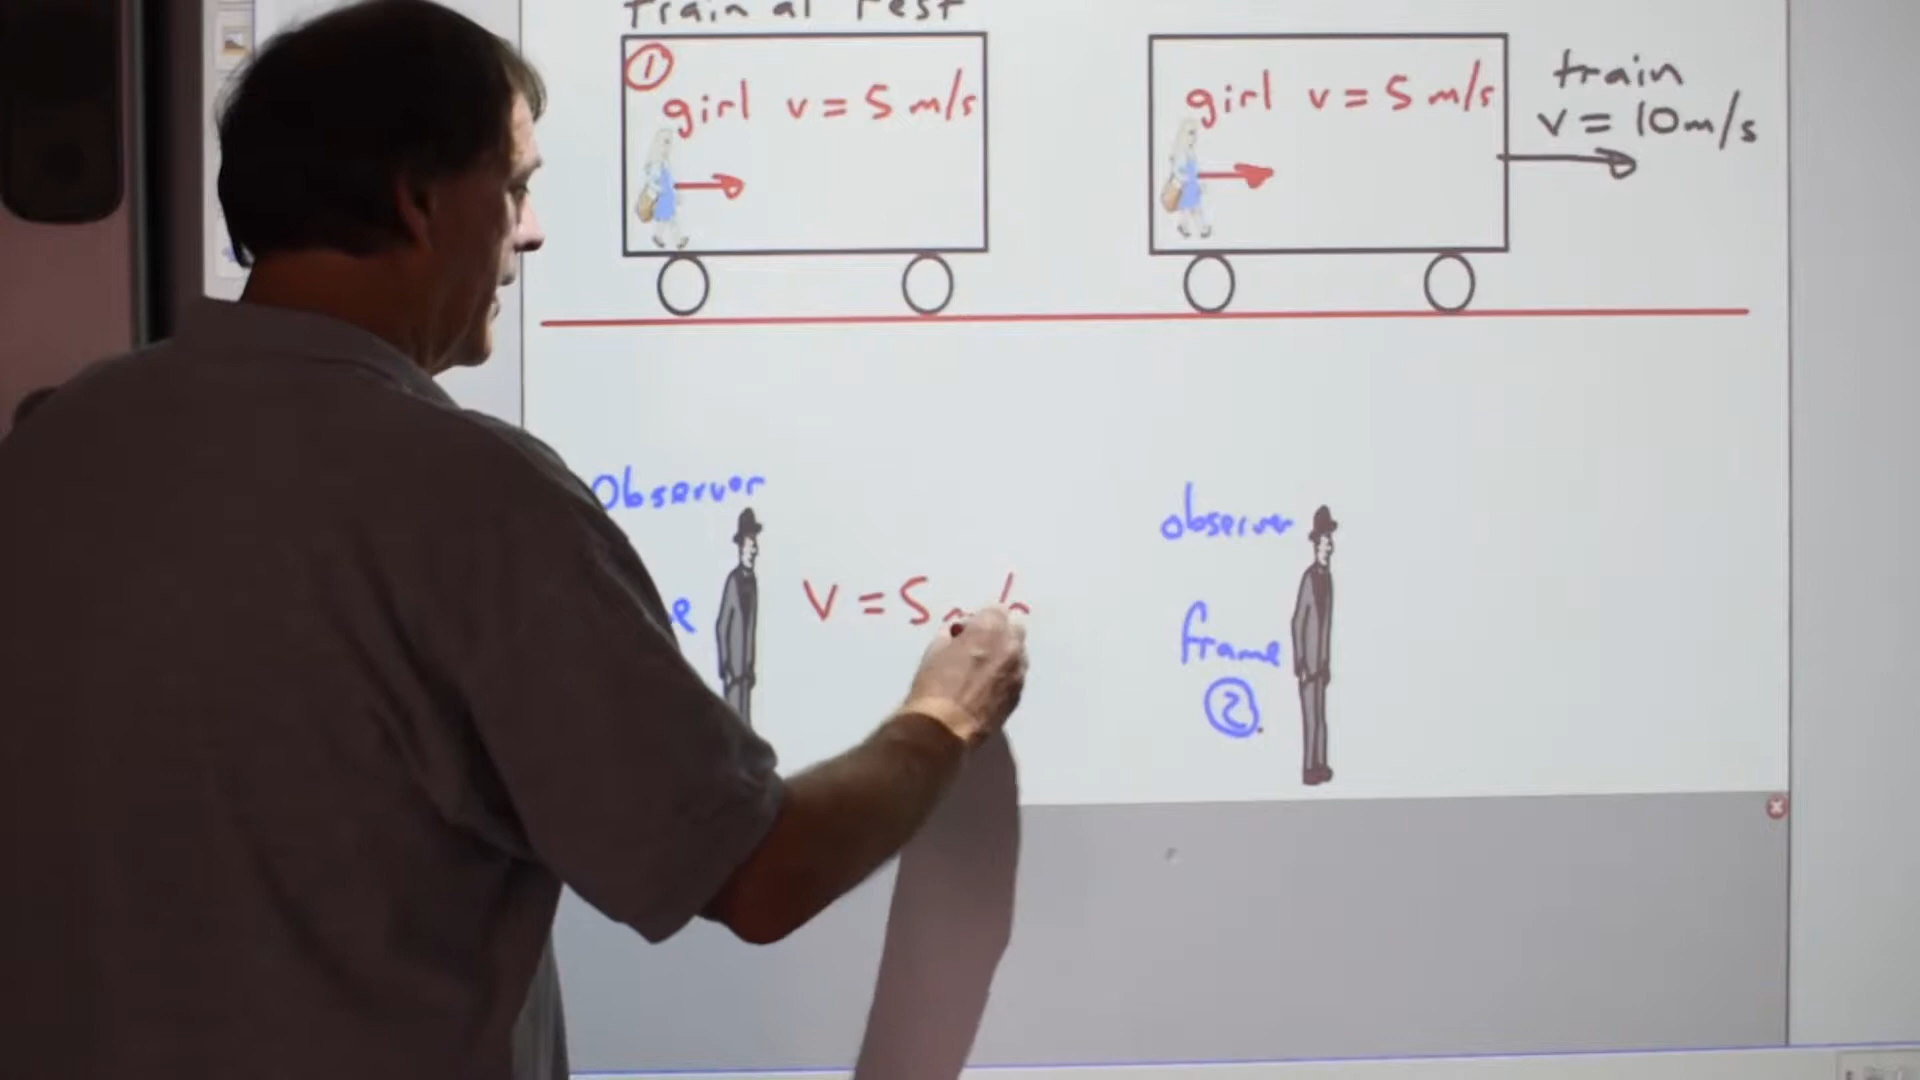 Train at rest
①
girl v = 5 m/s
girl v = 5 m/s
train
v = 10m/s
Observer
v = 5
observer
frame
②